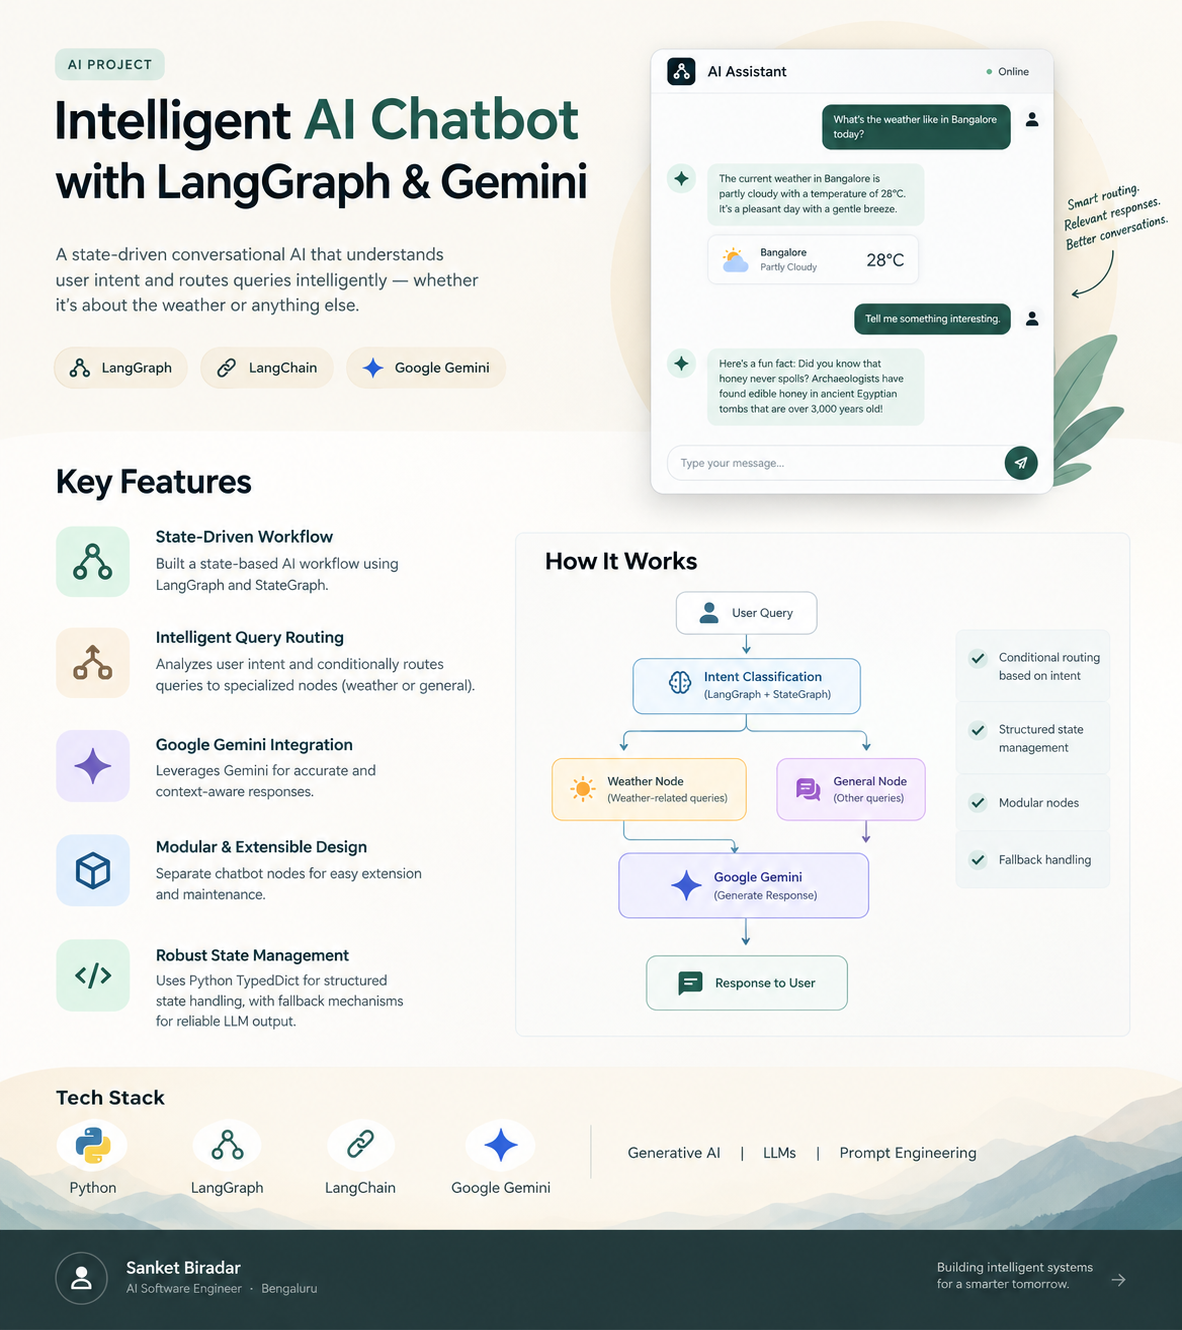 AI PROJECT
Intelligent AI Chatbot
with LangGraph & Gemini
A state-driven conversational AI that understands
user intent and routes queries intelligently — whether
it's about the weather or anything else.
LangGraph
LangChain
Google Gemini
AI Assistant
Online
What's the weather like in Bangalore
today?
The current weather in Bangalore is
partly cloudy with a temperature of 28°C.
It's a pleasant day with a gentle breeze.
Bangalore
Partly Cloudy
28°C
Tell me something interesting.
Here's a fun fact: Did you know that
honey never spolls? Archaeologists have
found edible honey in ancient Egyptian
tombs that are over 3,000 years old!
Type your message...
Smart routing.
Relevant responses.
Better conversations.
Key Features
State-Driven Workflow
Built a state-based AI workflow using
LangGraph and StateGraph.
Intelligent Query Routing
Analyzes user intent and conditionally routes
queries to specialized nodes (weather or general).
Google Gemini Integration
Leverages Gemini for accurate and
context-aware responses.
Modular & Extensible Design
Separate chatbot nodes for easy extension
and maintenance.
Robust State Management
Uses Python TypedDict for structured
state handling, with fallback mechanisms
for reliable LLM output.
How It Works
User Query
Intent Classification
(LangGraph + StateGraph)
Weather Node
(Weather-related queries)
General Node
(Other queries)
Google Gemini
(Generate Response)
Response to User
Conditional routing
based on intent
Structured state
management
Modular nodes
Fallback handling
Tech Stack
Python
LangGraph
LangChain
Google Gemini
Generative AI | LLMs | Prompt Engineering
Sanket Biradar
AI Software Engineer · Bengaluru
Building intelligent systems
for a smarter tomorrow.